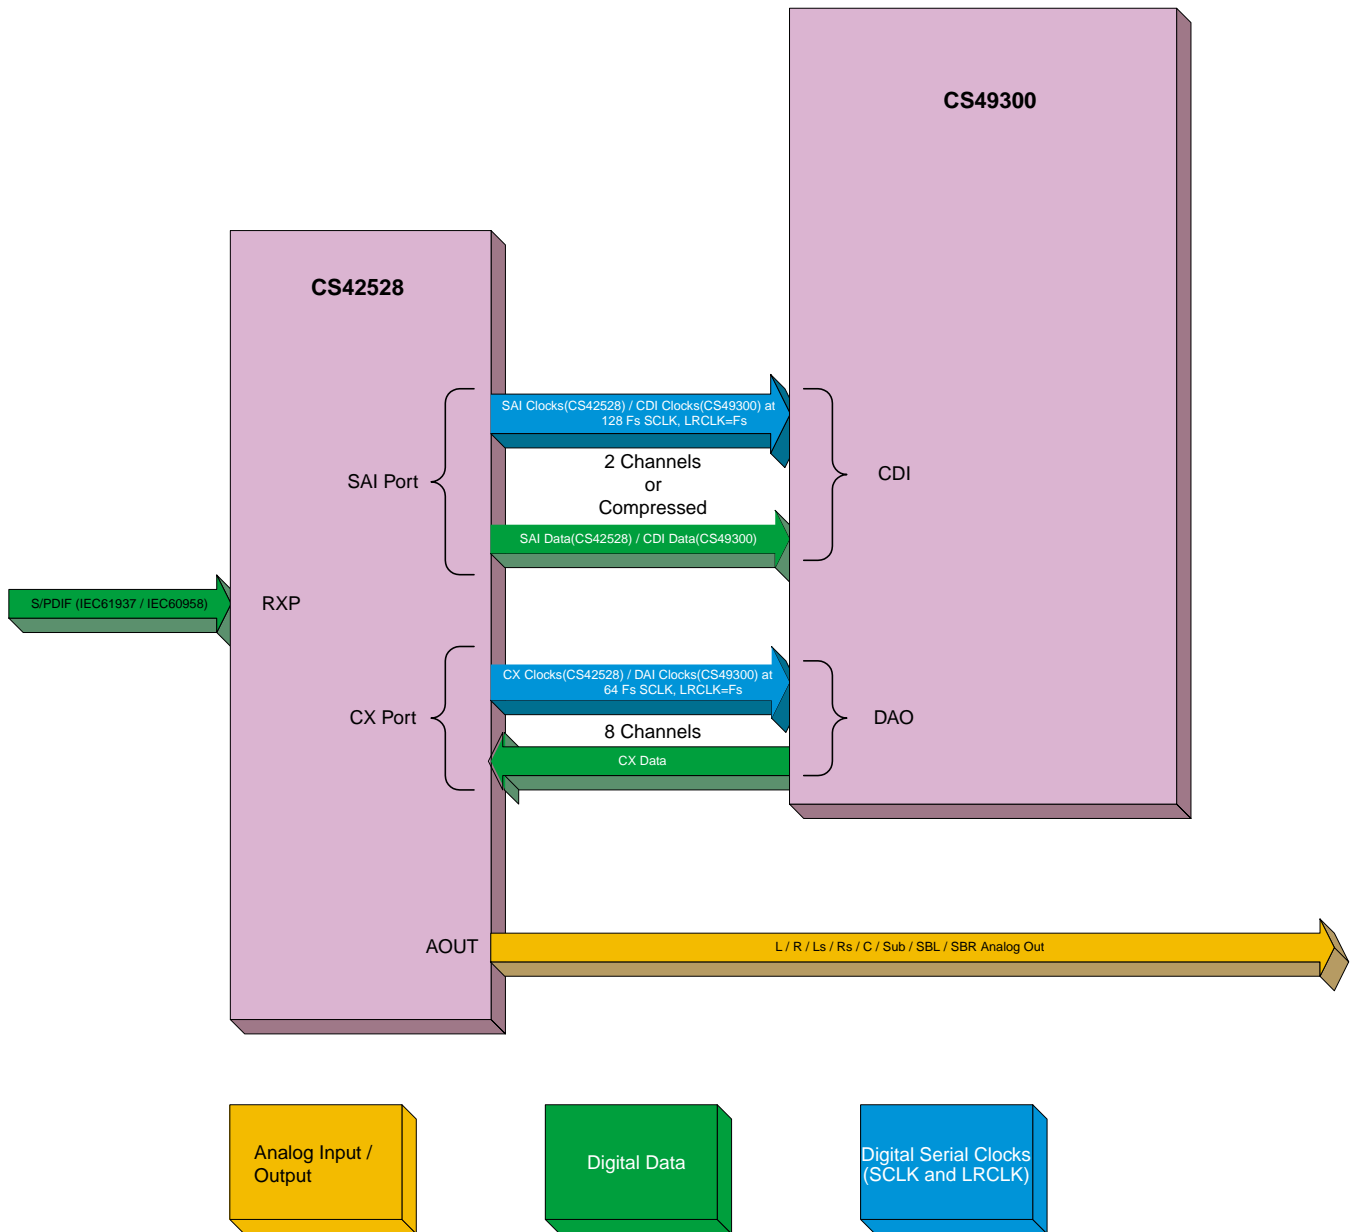 CS49300
CS42528
SAI Clocks(CS42528) / CDI Clocks(CS49300) at
128 Fs SCLK, LRCLK=Fs
2 Channels
or
Compressed
SAI Port
CDI
SAI Data(CS42528) / CDI Data(CS49300)
S/PDIF (IEC61937 / IEC60958)
RXP
CX Clocks(CS42528) / DAI Clocks(CS49300) at
64 Fs SCLK, LRCLK=Fs
CX Port
8 Channels
DAO
CX Data
AOUT
L / R / Ls / Rs / C / Sub / SBL / SBR Analog Out
Analog Input /
Output
Digital Data
Digital Serial Clocks
(SCLK and LRCLK)